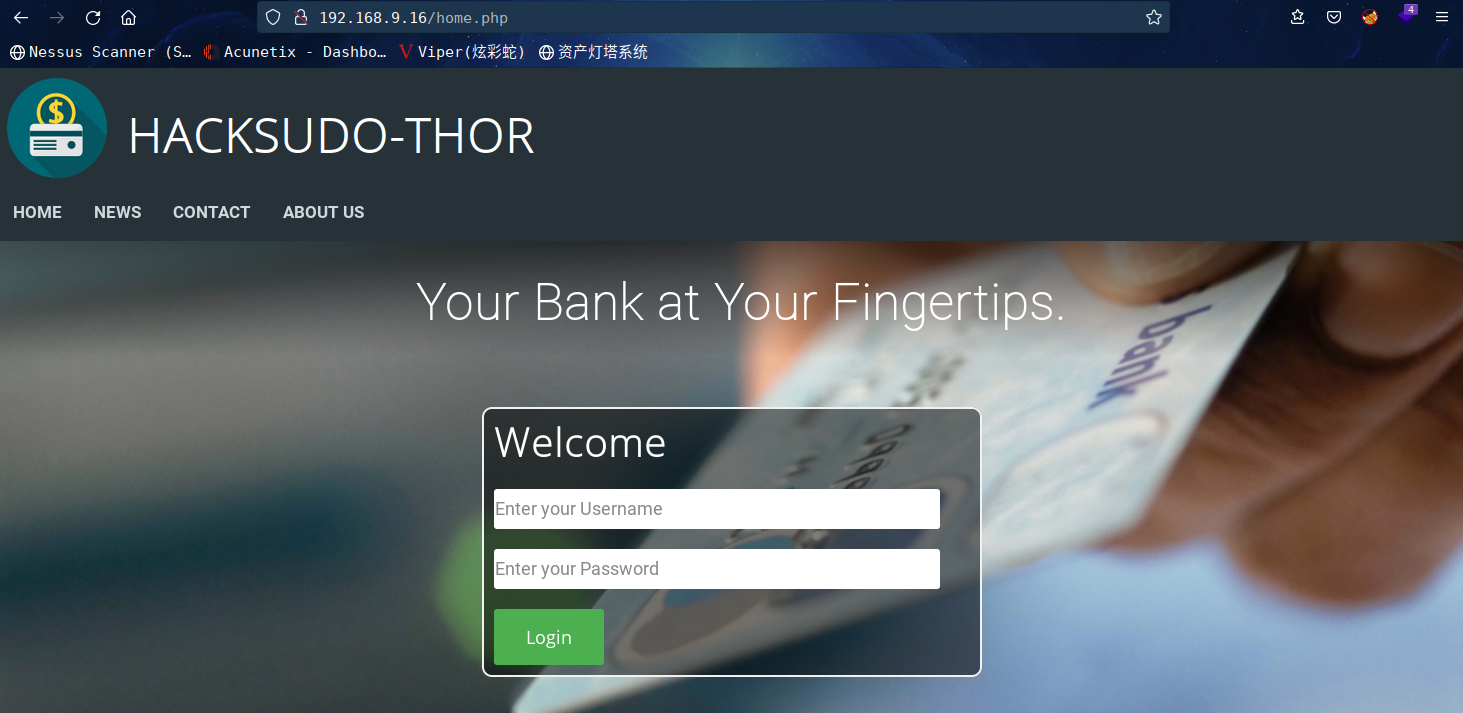 192.168.9.16/home.php
4
Nessus Scanner (S… Acunetix - Dashbo… Viper(炫彩蛇) 资产灯塔系统
$
HACKSUDO-THOR
HOME NEWS CONTACT ABOUT US
Your Bank at Your Fingertips.
bank
Welcome
Enter your Username
Enter your Password
Login